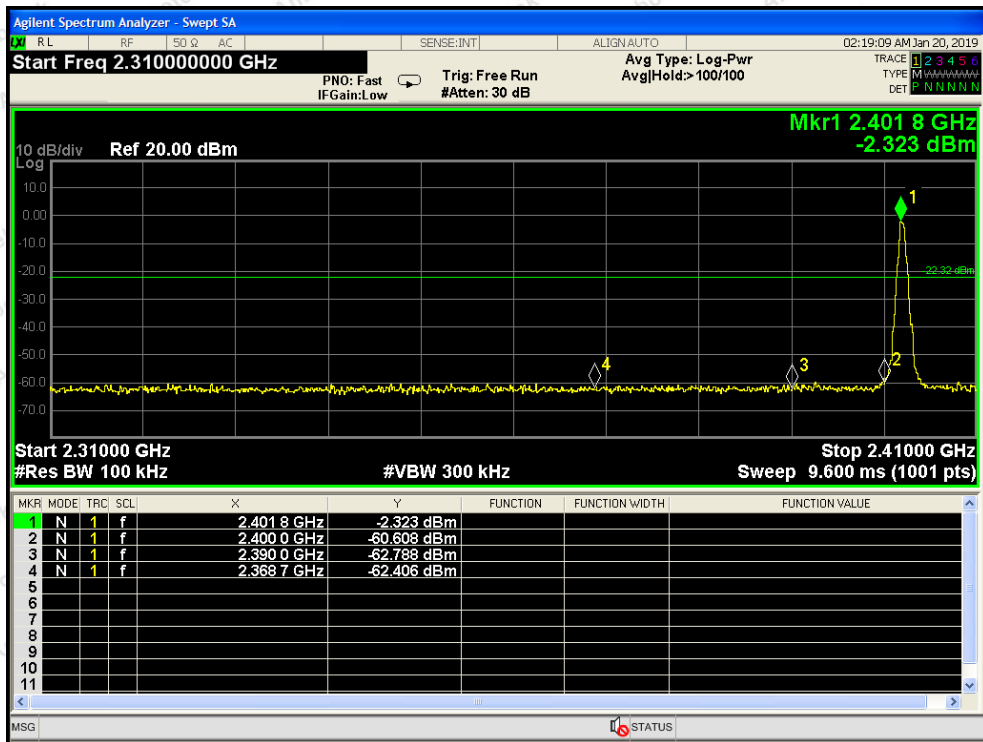 Agilent Spectrum Analyzer - Swept SA
LXI RL RF 50 Ω AC SENSE:INT ALIGN AUTO 02:19:09 AM Jan 20, 2019
Start Freq 2.310000000 GHz
PNO: Fast
IFGain:Low
Trig: Free Run
#Atten: 30 dB
Avg Type: Log-Pwr
Avg|Hold:>100/100
TRACE 1 2 3 4 5 6
TYPE M WWWWW
DET P N N N N N
Mkr1 2.401 8 GHz
-2.323 dBm
10 dB/div Ref 20.00 dBm
Log
10.0
0.00
-10.0
-20.0
-30.0
-40.0
-50.0
-60.0
-70.0
1
-22.32 dBm
4
3
2
Start 2.31000 GHz Stop 2.41000 GHz
#Res BW 100 kHz #VBW 300 kHz Sweep 9.600 ms (1001 pts)
MKR MODE TRC SCL X Y FUNCTION FUNCTION WIDTH FUNCTION VALUE
1 N 1 f 2.401 8 GHz -2.323 dBm
2 N 1 f 2.400 0 GHz -60.608 dBm
3 N 1 f 2.390 0 GHz -62.788 dBm
4 N 1 f 2.368 7 GHz -62.406 dBm
5
6
7
8
9
10
11
MSG STATUS